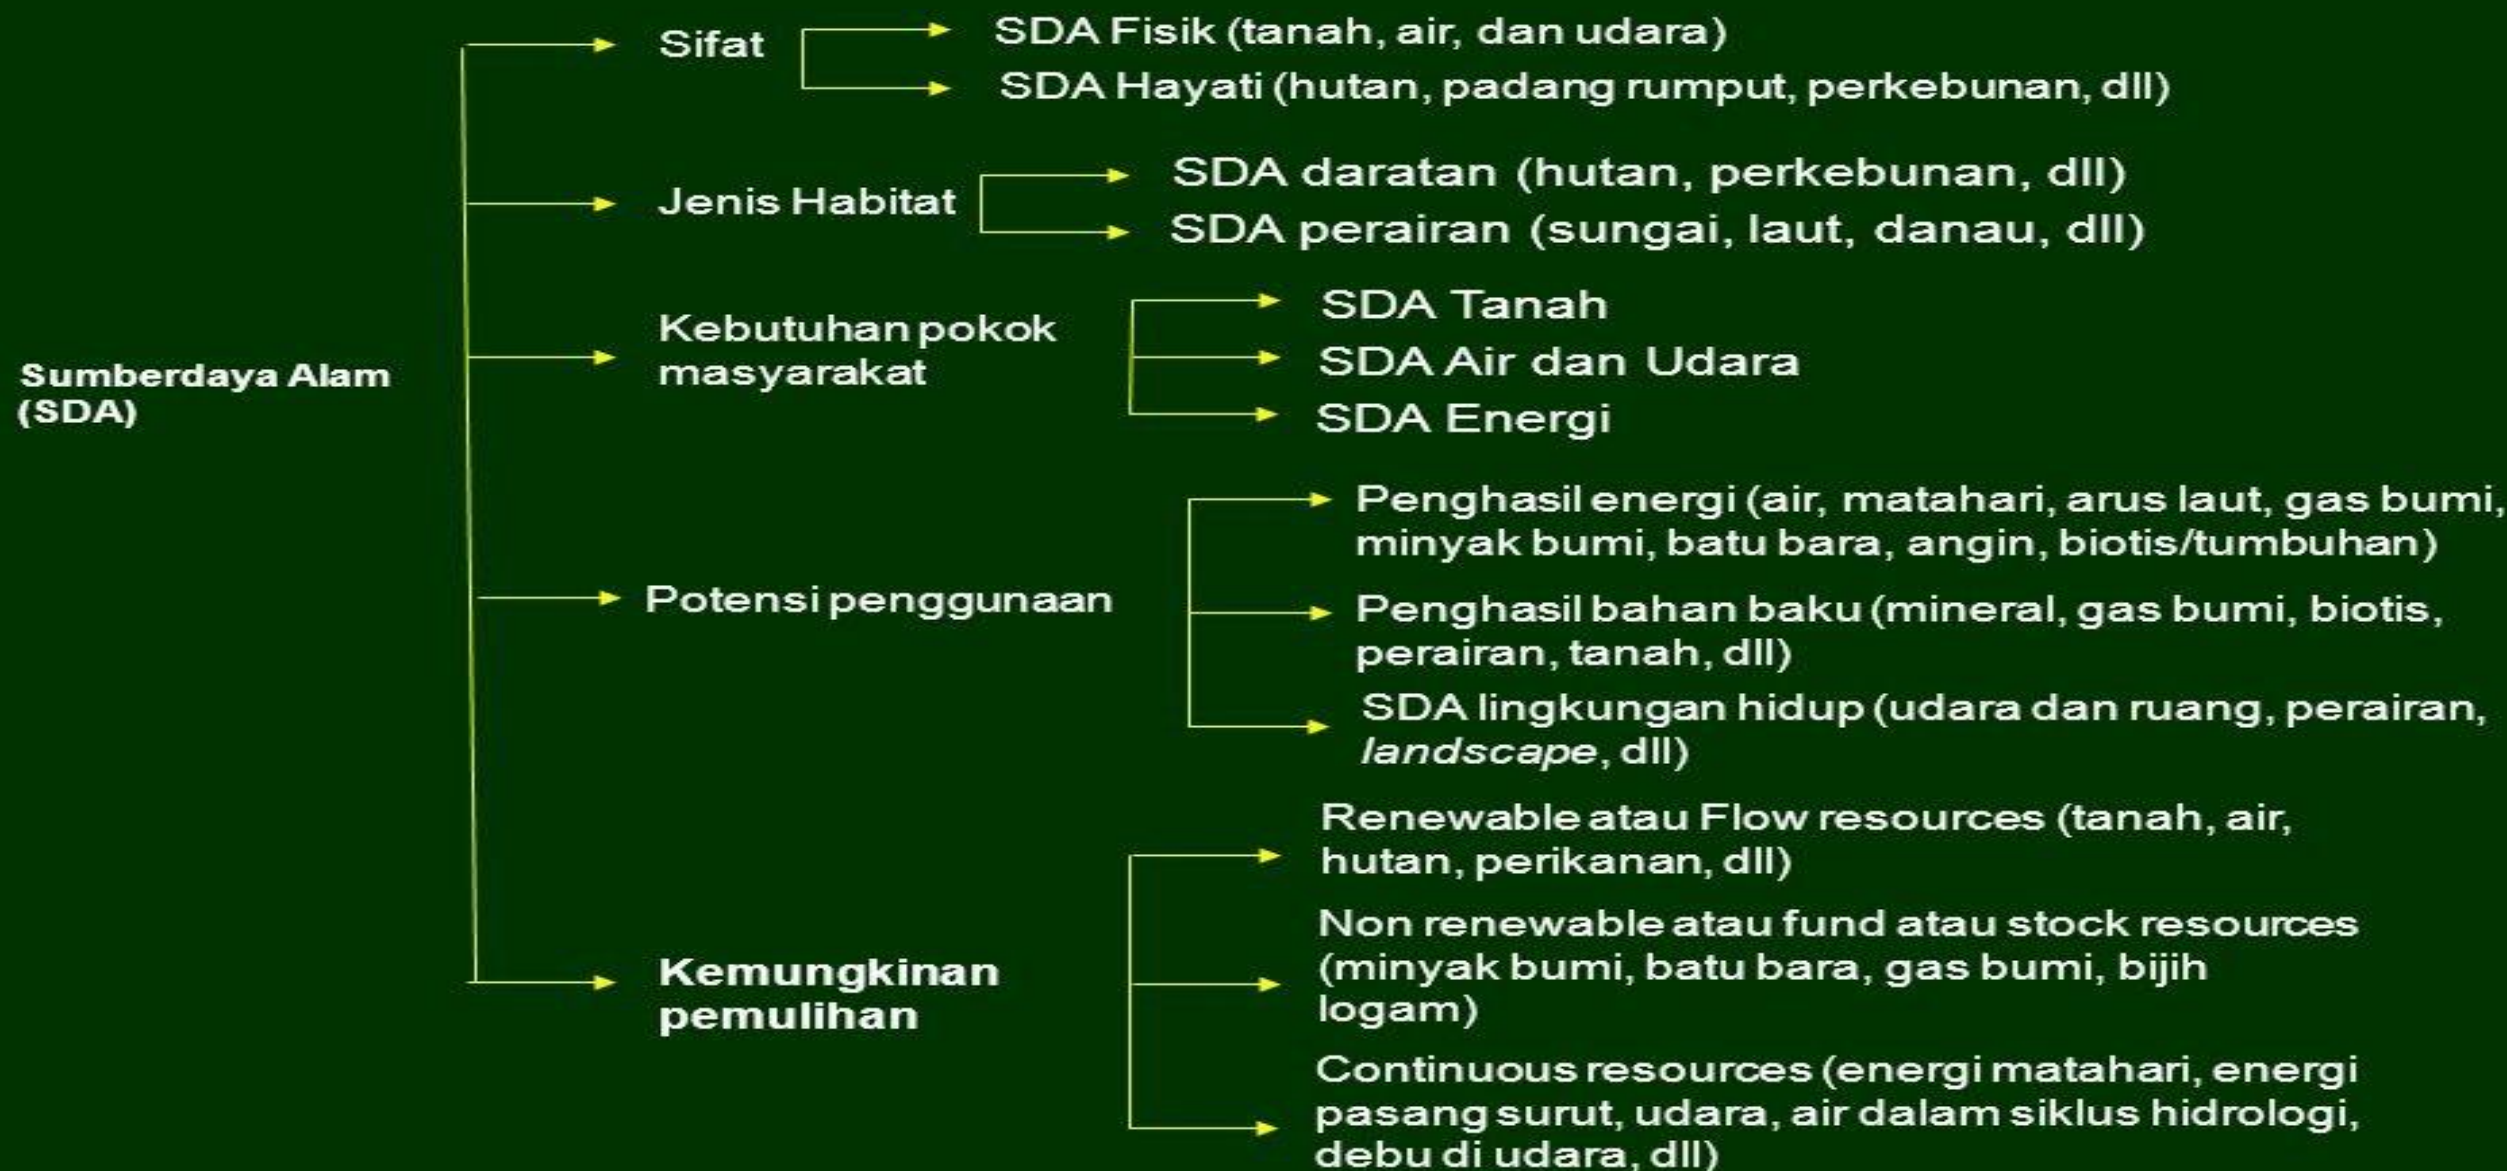 Sumberdaya Alam
(SDA)
Sifat
SDA Fisik (tanah, air, dan udara)
SDA Hayati (hutan, padang rumput, perkebunan, dll)
Jenis Habitat
SDA daratan (hutan, perkebunan, dll)
SDA perairan (sungai, laut, danau, dll)
Kebutuhan pokok
masyarakat
SDA Tanah
SDA Air dan Udara
SDA Energi
Potensi penggunaan
Penghasil energi (air, matahari, arus laut, gas bumi,
minyak bumi, batu bara, angin, biotis/tumbuhan)
Penghasil bahan baku (mineral, gas bumi, biotis,
perairan, tanah, dll)
SDA lingkungan hidup (udara dan ruang, perairan,
landscape, dll)
Kemungkinan
pemulihan
Renewable atau Flow resources (tanah, air,
hutan, perikanan, dll)
Non renewable atau fund atau stock resources
(minyak bumi, batu bara, gas bumi, bijih
logam)
Continuous resources (energi matahari, energi
pasang surut, udara, air dalam siklus hidrologi,
debu di udara, dll)